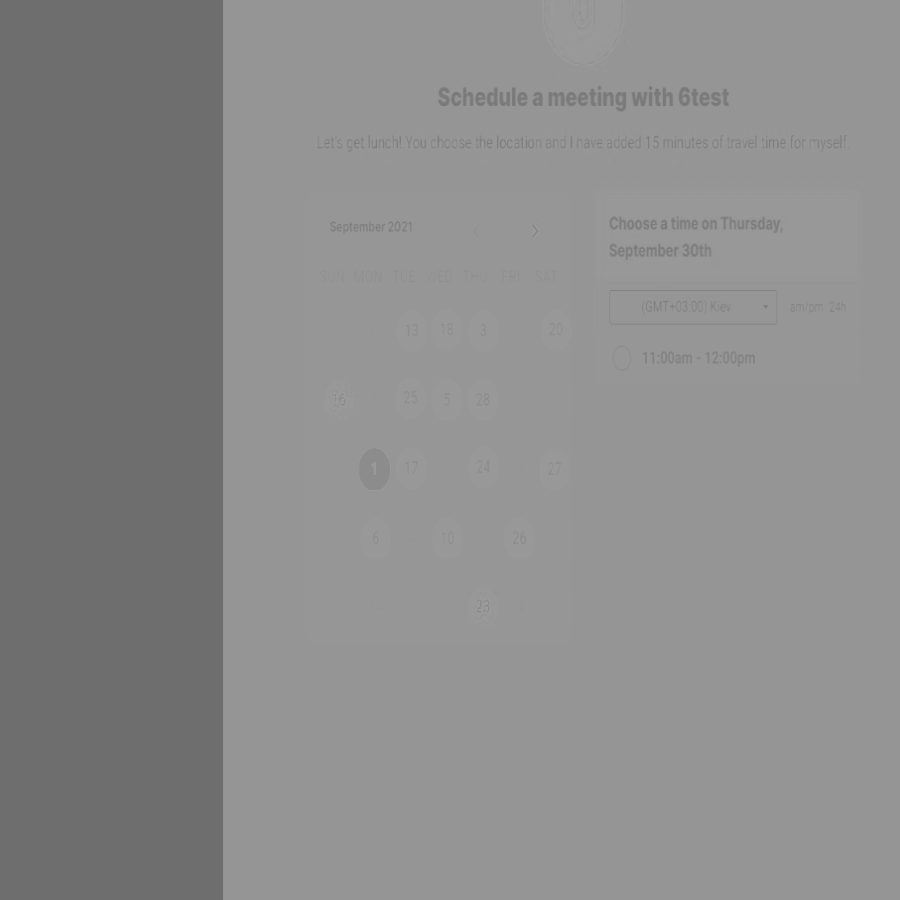 Schedule a meeting with 6test
Let's get lunch! You choose the location and I have added 15 minutes of travel time for myself.
September 2021
SUN MON TUE WED THU FRI SAT
13 18 3 20
25 5 28
1 17 24 27
6 10 26
23
Choose a time on Thursday,
September 30th
(GMT+03:00) Kiev
am/pm 24h
11:00am - 12:00pm